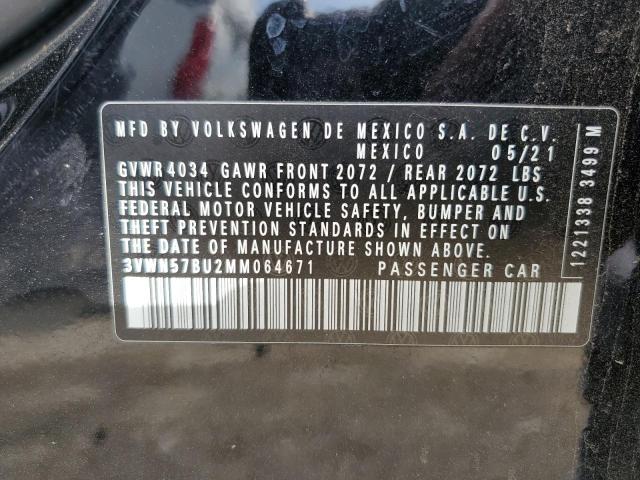 MFD BY VOLKSWAGEN DE MEXICO S.A. DE C.V.
MEXICO 05/21
GVWR 4034 GAWR FRONT 2072 / REAR 2072 LBS
THIS VEHICLE CONFORMS TO ALL APPLICABLE U.S.
FEDERAL MOTOR VEHICLE SAFETY, BUMPER AND
THEFT PREVENTION STANDARDS IN EFFECT ON
THE DATE OF MANUFACTURE SHOWN ABOVE.
3VWN57BU2MM064671 PASSENGER CAR
1221338 3499 M